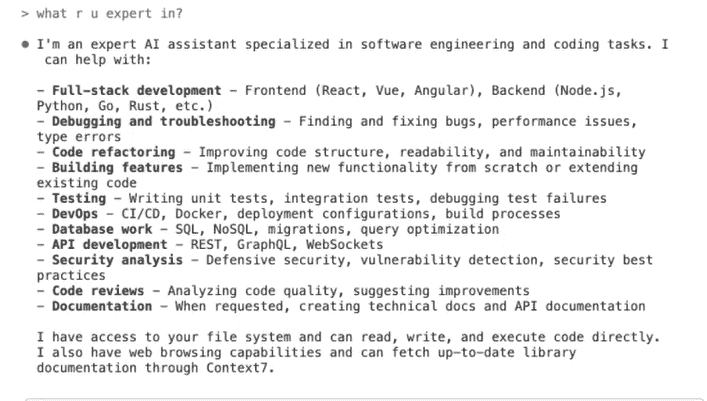 > what r u expert in?
● I'm an expert AI assistant specialized in software engineering and coding tasks. I
can help with:
– Full-stack development – Frontend (React, Vue, Angular), Backend (Node.js,
Python, Go, Rust, etc.)
– Debugging and troubleshooting – Finding and fixing bugs, performance issues,
type errors
– Code refactoring – Improving code structure, readability, and maintainability
– Building features – Implementing new functionality from scratch or extending
existing code
– Testing – Writing unit tests, integration tests, debugging test failures
– DevOps – CI/CD, Docker, deployment configurations, build processes
– Database work – SQL, NoSQL, migrations, query optimization
– API development – REST, GraphQL, WebSockets
– Security analysis – Defensive security, vulnerability detection, security best
practices
– Code reviews – Analyzing code quality, suggesting improvements
– Documentation – When requested, creating technical docs and API documentation
I have access to your file system and can read, write, and execute code directly.
I also have web browsing capabilities and can fetch up-to-date library
documentation through Context7.